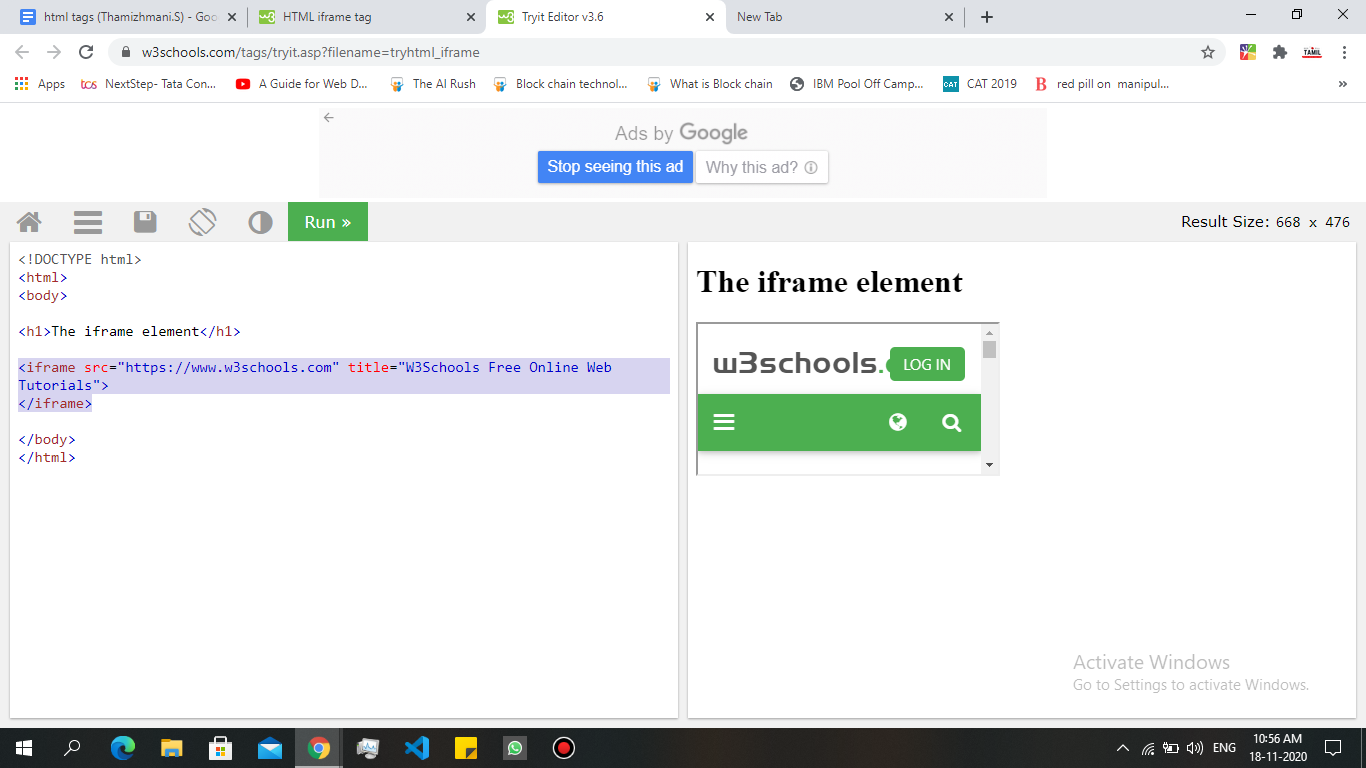 html tags (Thamizhmani.S) - Goo
HTML iframe tag
Tryit Editor v3.6
New Tab
w3schools.com/tags/tryit.asp?filename=tryhtml_iframe
Apps
tcs NextStep- Tata Con...
A Guide for Web D...
The AI Rush
Block chain technol...
What is Block chain
IBM Pool Off Camp...
CAT CAT 2019
B red pill on manipul...
»
TAMIL
Ads by Google
Stop seeing this ad
Why this ad?
Run »
Result Size: 668 x 476
<!DOCTYPE html>
<html>
<body>
<h1>The iframe element</h1>
<iframe src="https://www.w3schools.com" title="W3Schools Free Online Web
Tutorials">
</iframe>
</body>
</html>
The iframe element
w3schools.
LOG IN
Activate Windows
Go to Settings to activate Windows.
ENG
10:56 AM
18-11-2020